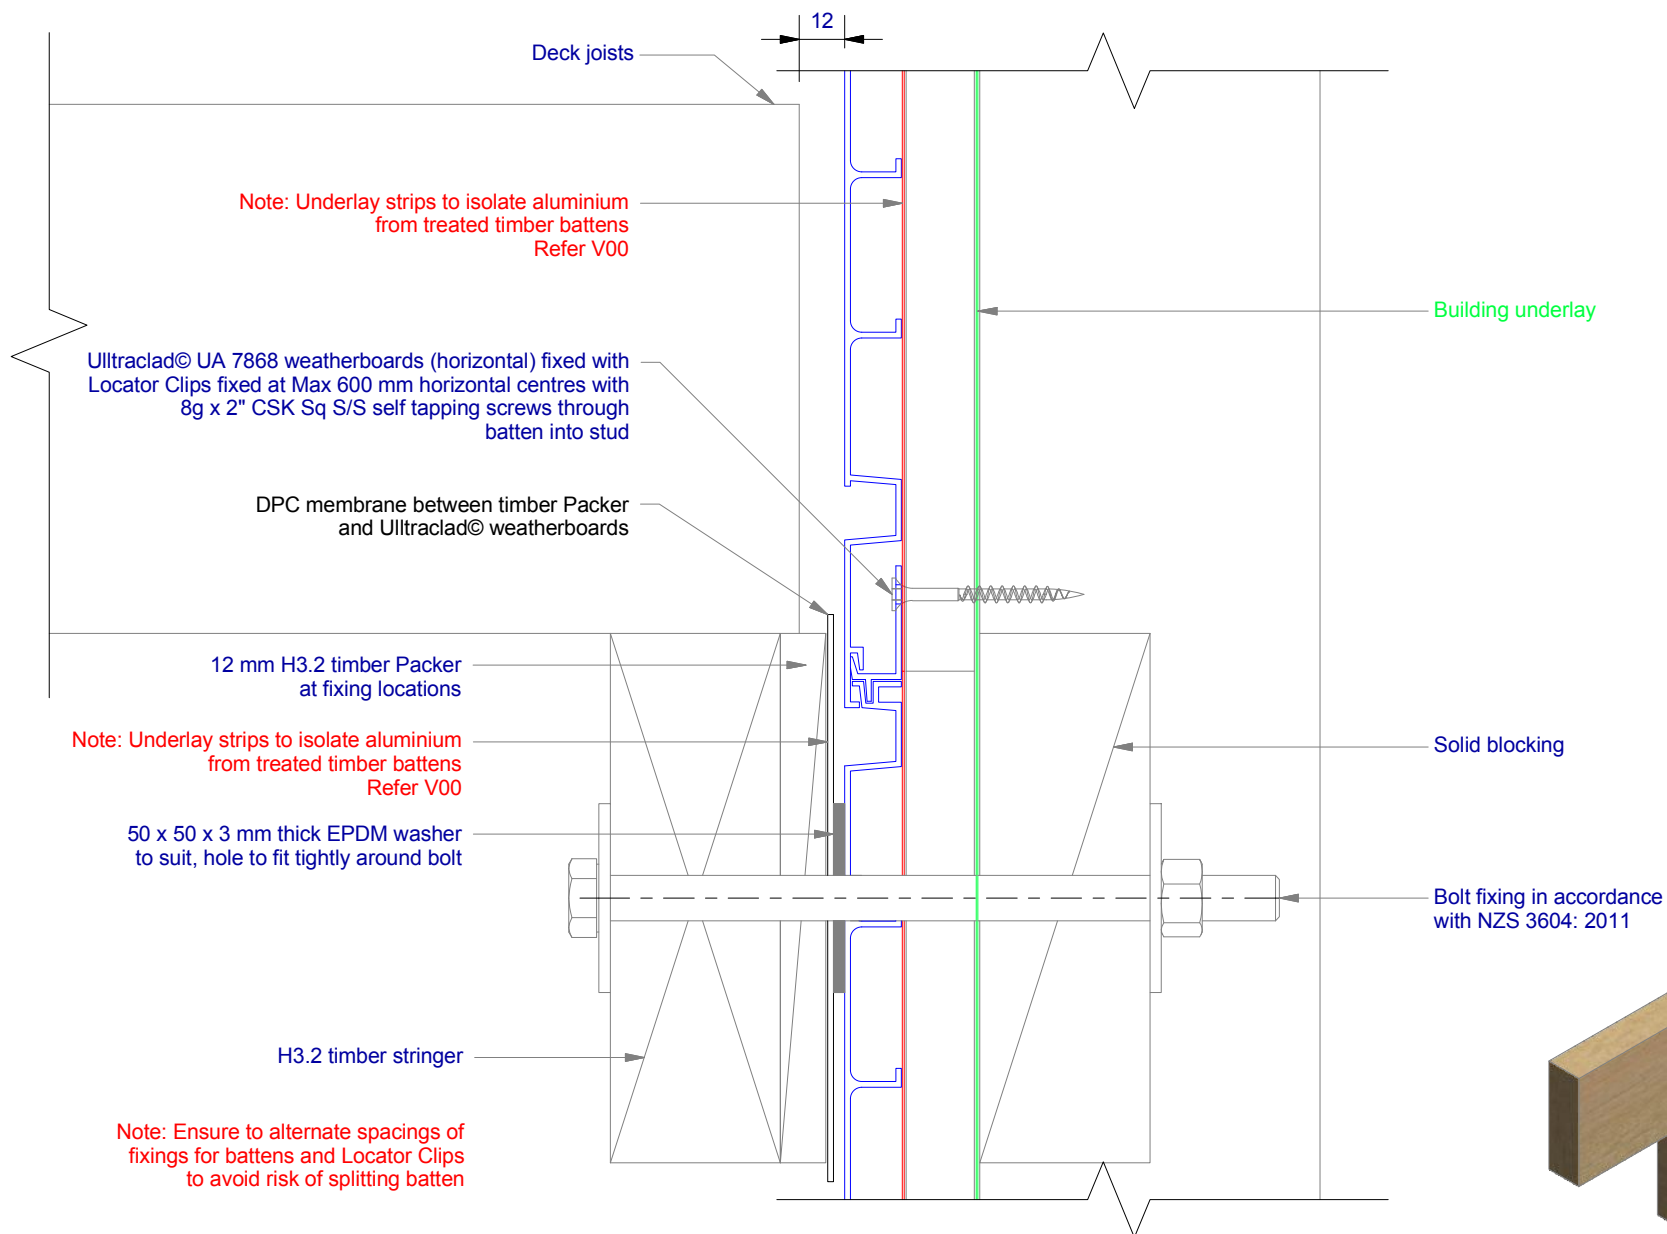 12
Deck joists
Note: Underlay strips to isolate aluminium
from treated timber battens
Refer V00
Building underlay
Ulltraclad© UA 7868 weatherboards (horizontal) fixed with
Locator Clips fixed at Max 600 mm horizontal centres with
8g x 2" CSK Sq S/S self tapping screws through
batten into stud
DPC membrane between timber Packer
and Ulltraclad© weatherboards
12 mm H3.2 timber Packer
at fixing locations
Note: Underlay strips to isolate aluminium
from treated timber battens
Refer V00
Solid blocking
50 x 50 x 3 mm thick EPDM washer
to suit, hole to fit tightly around bolt
Bolt fixing in accordance
with NZS 3604: 2011
H3.2 timber stringer
Note: Ensure to alternate spacings of
fixings for battens and Locator Clips
to avoid risk of splitting batten